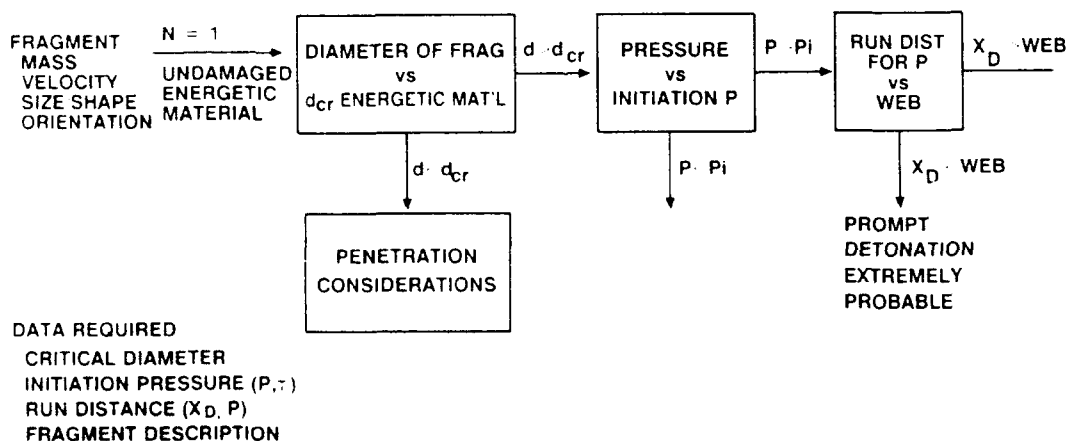 FRAGMENT
MASS
VELOCITY
SIZE SHAPE
ORIENTATION
N = 1
UNDAMAGED
ENERGETIC
MATERIAL
DIAMETER OF FRAG
vs
dcr ENERGETIC MAT'L
d · dcr
PRESSURE
vs
INITIATION P
P · Pi
RUN DIST
FOR P
vs
WEB
XD · WEB
d · dcr
P · Pi
XD · WEB
PENETRATION
CONSIDERATIONS
PROMPT
DETONATION
EXTREMELY
PROBABLE
DATA REQUIRED
CRITICAL DIAMETER
INITIATION PRESSURE (P,τ)
RUN DISTANCE (XD, P)
FRAGMENT DESCRIPTION